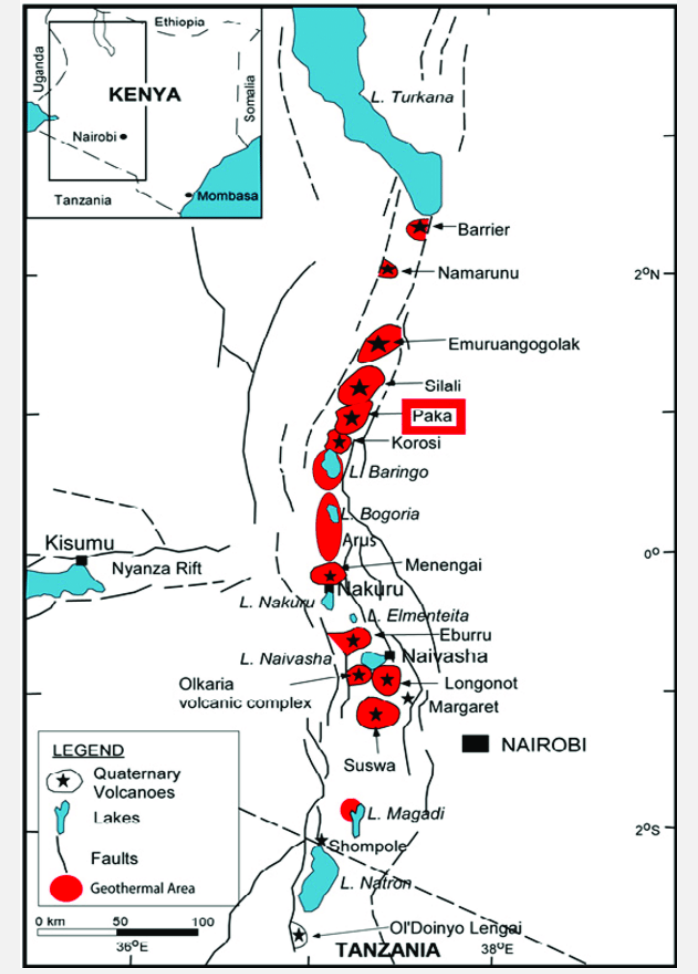 Ethiopia
Uganda
KENYA
Somalia
Nairobi
Tanzania
Mombasa
L. Turkana
Barrier
Namarunu
2°N
Emuruangogolak
Silali
Paka
Korosi
L. Baringo
L. Bogoria
Arus
Kisumu
Nyanza Rift
0°
Menengai
Nakuru
L. Nakuru
L. Elmenteita
Eburru
L. Naivasha
Naivasha
Olkaria
volcanic complex
Longonot
Margaret
NAIROBI
Suswa
LEGEND
Quaternary
Volcanoes
Lakes
Faults
Geothermal Area
0 km 50 100
L. Magadi
2°S
Shompole
L. Natron
Ol'Doinyo Lengai
TANZANIA
36°E
38°E